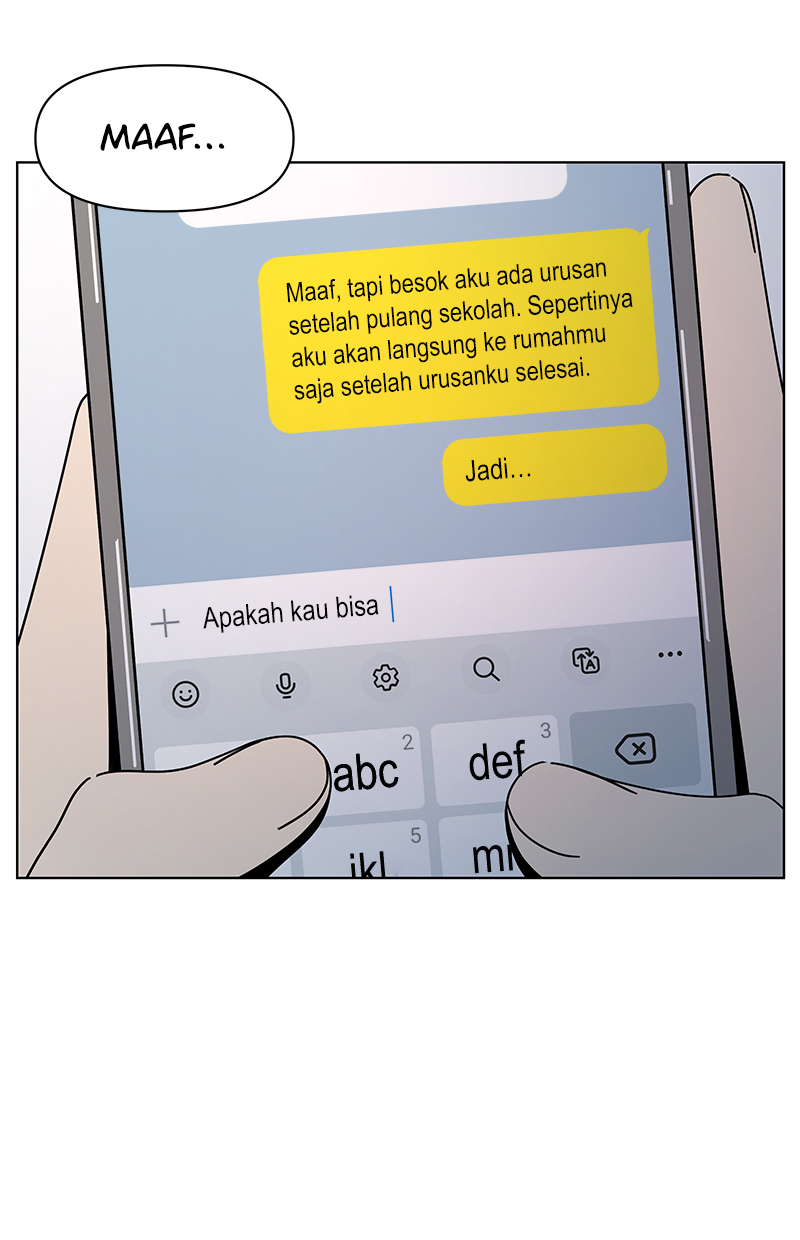 MAAF...
Maaf, tapi besok aku ada urusan
setelah pulang sekolah. Sepertinya
aku akan langsung ke rumahmu
saja setelah urusanku selesai.
Jadi...
Apakah kau bisa
abc 2
def 3
jkl 5